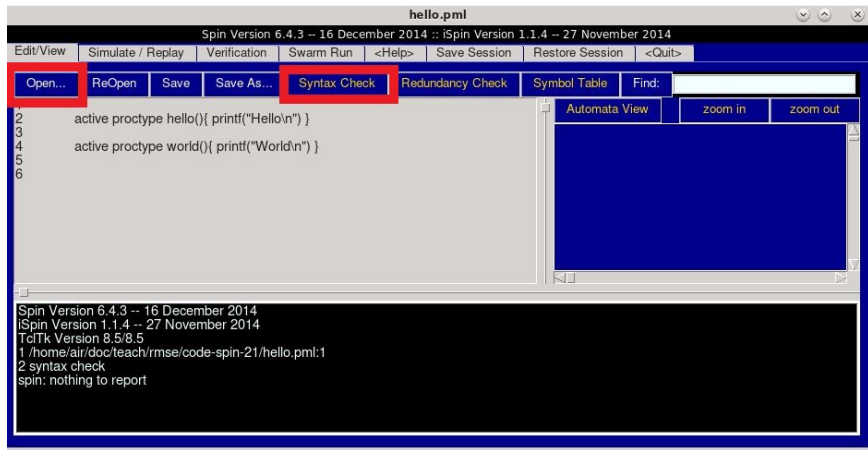 hello.pml
Spin Version 6.4.3 -- 16 December 2014 :: iSpin Version 1.1.4 -- 27 November 2014
Edit/View Simulate / Replay Verification Swarm Run <Help> Save Session Restore Session <Quit>
Open... ReOpen Save Save As... Syntax Check Redundancy Check Symbol Table Find:
Automata View zoom in zoom out
1
2 active proctype hello(){ printf("Hello\n") }
3
4 active proctype world(){ printf("World\n") }
5
6
Spin Version 6.4.3 -- 16 December 2014
iSpin Version 1.1.4 -- 27 November 2014
TclTk Version 8.5/8.5
1 /home/air/doc/teach/rmse/code-spin-21/hello.pml:1
2 syntax check
spin: nothing to report